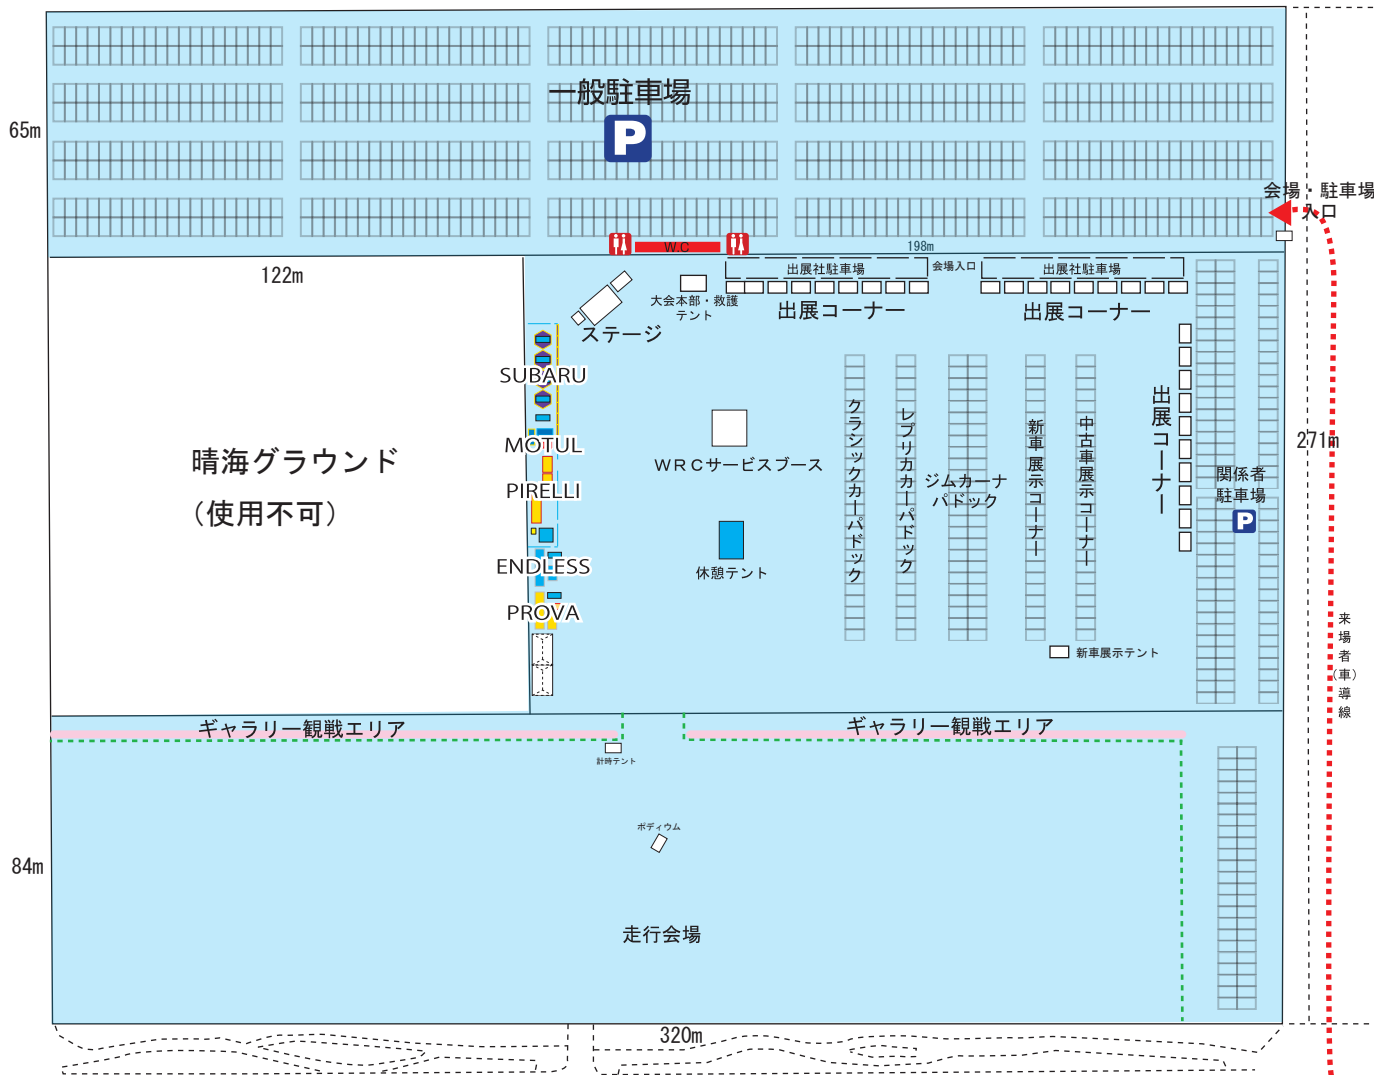 一般駐車場
P
65m
会場・駐車場
入口
W.C
198m
122m
出展社駐車場
会場入口
出展社駐車場
大会本部・救護
テント
出展コーナー
出展コーナー
ステージ
SUBARU
MOTUL
PIRELLI
ENDLESS
PROVA
晴海グラウンド
（使用不可）
WRCサービスブース
休憩テント
クラシックカーパドック
レプリカカーパドック
ジムカーナ
パドック
新車展示コーナー
中古車展示コーナー
出展コーナー
関係者
駐車場
P
271m
新車展示テント
来場者（車）導線
ギャラリー観戦エリア
ギャラリー観戦エリア
計時テント
ポディウム
84m
走行会場
320m